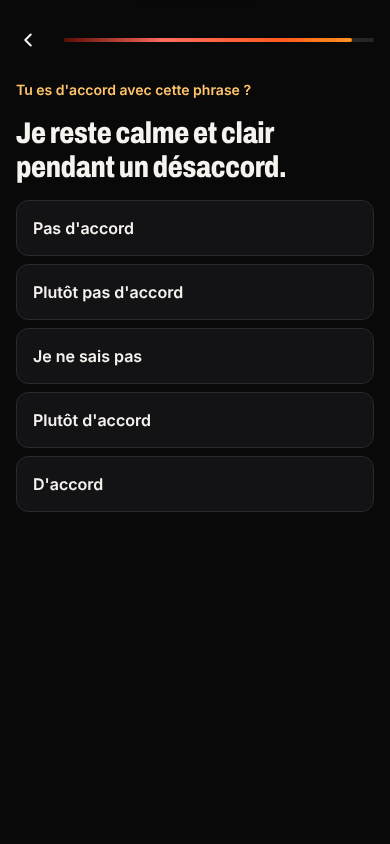 Tu es d'accord avec cette phrase ?
Je reste calme et clair
pendant un désaccord.
Pas d'accord
Plutôt pas d'accord
Je ne sais pas
Plutôt d'accord
D'accord